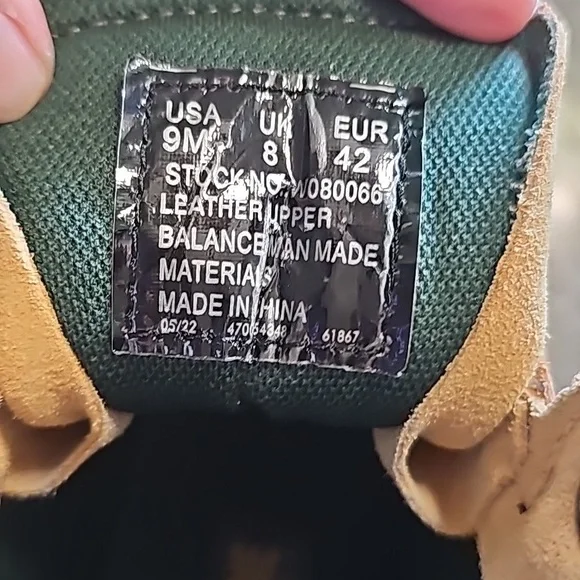 USA UK EUR
9M 8 42
STOCK NO. W080066
LEATHER UPPER
BALANCE MAN MADE
MATERIALS
MADE IN CHINA
05/22 61867